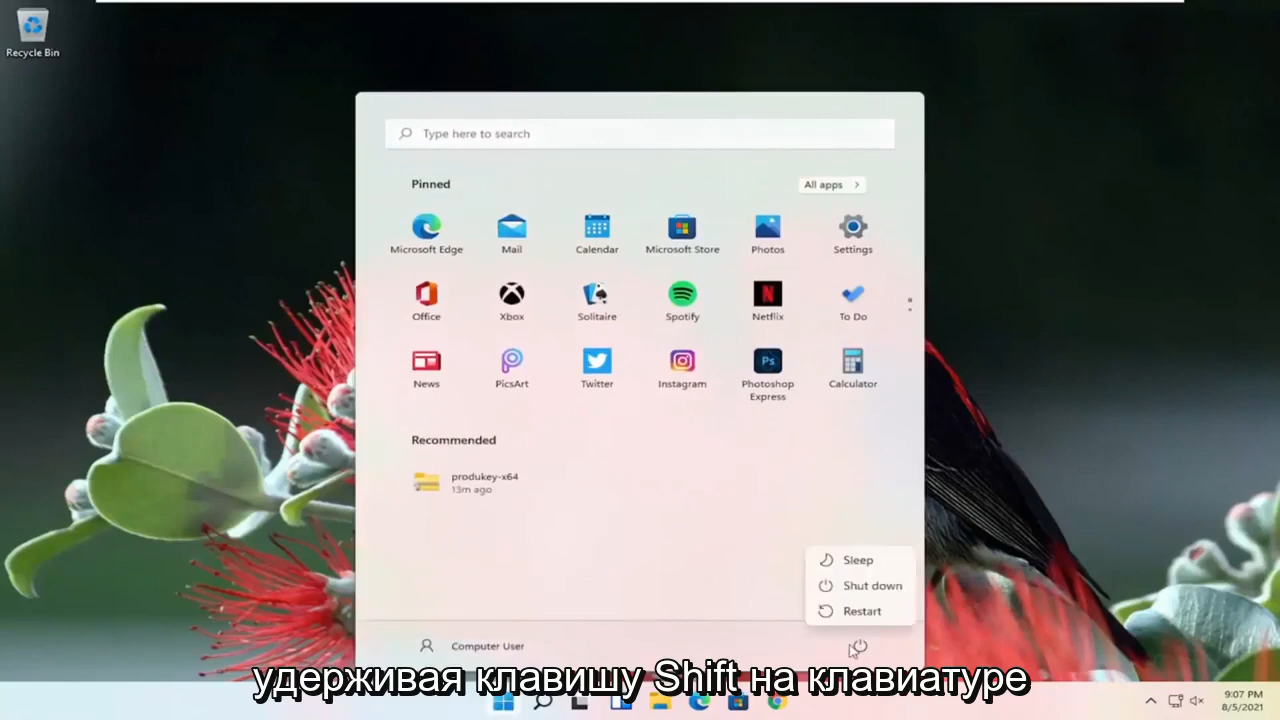 Recycle Bin
Type here to search
Pinned
All apps
Microsoft Edge
Mail
Calendar
Microsoft Store
Photos
Settings
Office
Xbox
Solitaire
Spotify
Netflix
To Do
News
PicsArt
Twitter
Instagram
Photoshop
Express
Calculator
Recommended
produkey-x64
13m ago
Sleep
Shut down
Restart
Computer User
удерживая клавишу Shift на клавиатуре
9:07 PM
8/5/2021